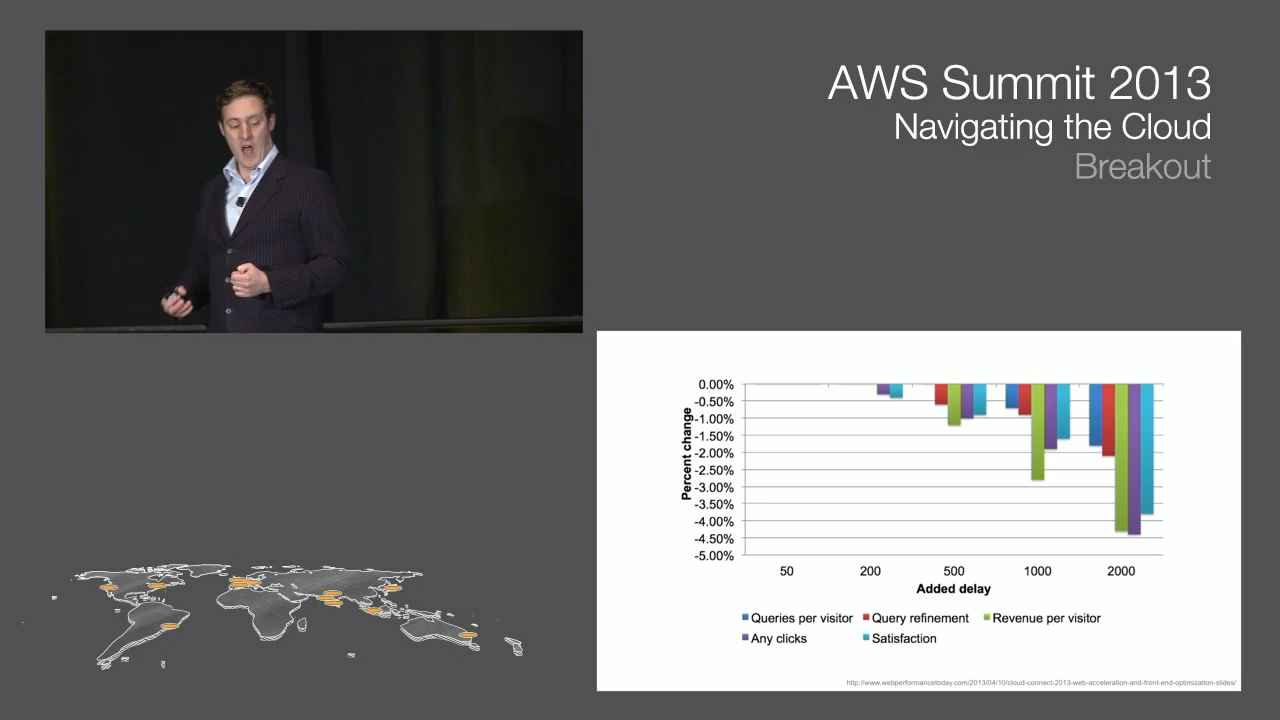 AWS Summit 2013
Navigating the Cloud
Breakout
0.00%
-0.50%
-1.00%
-1.50%
-2.00%
-2.50%
-3.00%
-3.50%
-4.00%
-4.50%
-5.00%
Percent change
50 200 500 1000 2000
Added delay
Queries per visitor Query refinement Revenue per visitor
Any clicks Satisfaction
http://www.webperformancetoday.com/2013/04/10/cloud-connect-2013-web-acceleration-and-front-end-optimization-slides/